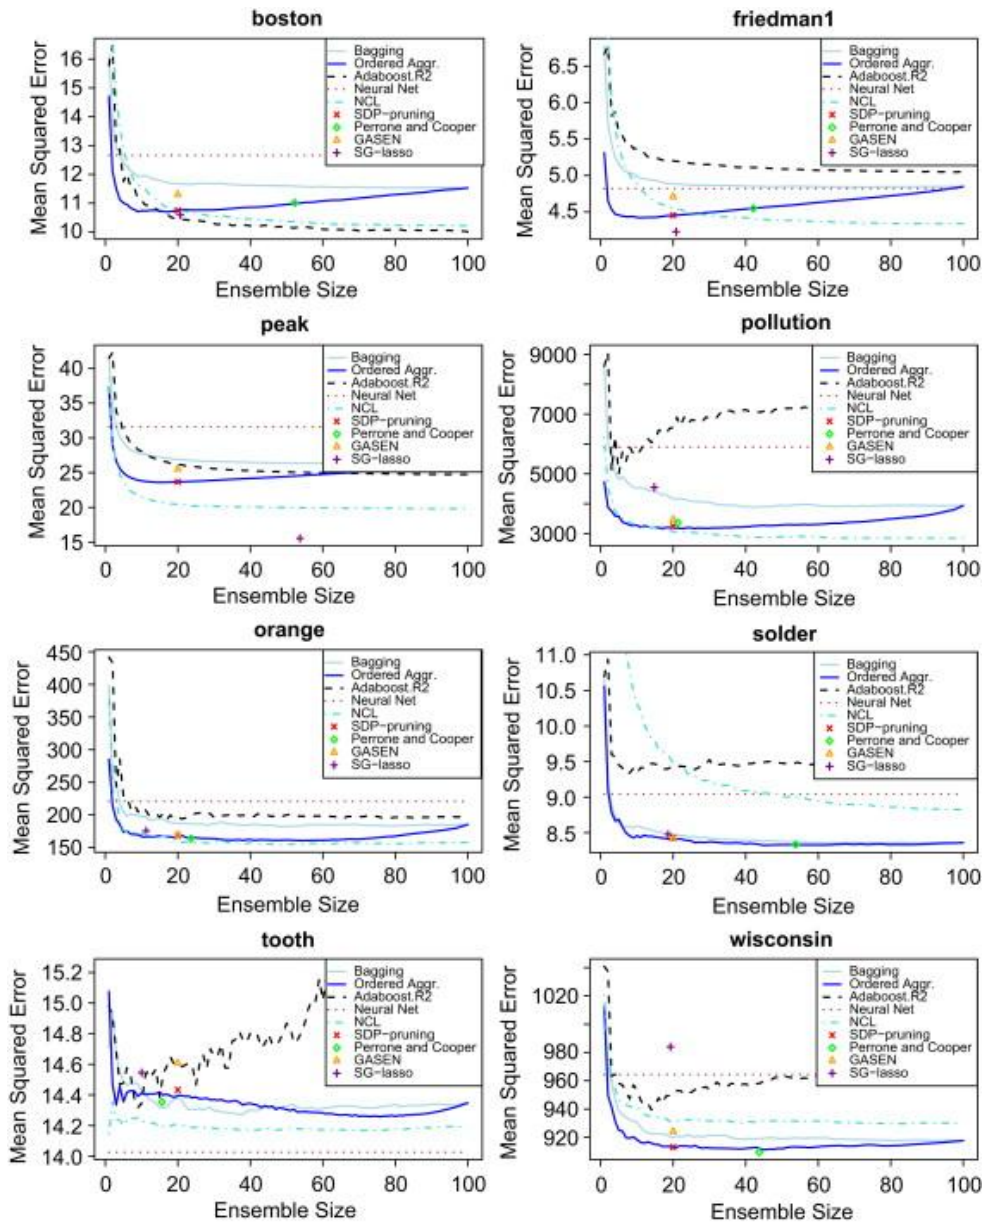 boston
Mean Squared Error
16
15
14
13
12
11
10
Bagging
Ordered Aggr.
Adaboost.R2
Neural Net
NCL
SDP-pruning
Perrone and Cooper
GASEN
SG-lasso
0 20 40 60 80 100
Ensemble Size
friedman1
Mean Squared Error
6.5
6.0
5.5
5.0
4.5
Bagging
Ordered Aggr.
Adaboost.R2
Neural Net
NCL
SDP-pruning
Perrone and Cooper
GASEN
SG-lasso
0 20 40 60 80 100
Ensemble Size
peak
Mean Squared Error
40
35
30
25
20
15
Bagging
Ordered Aggr.
Adaboost.R2
Neural Net
NCL
SDP-pruning
Perrone and Cooper
GASEN
SG-lasso
0 20 40 60 80 100
Ensemble Size
pollution
Mean Squared Error
9000
7000
5000
3000
Bagging
Ordered Aggr.
Adaboost.R2
Neural Net
NCL
SDP-pruning
Perrone and Cooper
GASEN
SG-lasso
0 20 40 60 80 100
Ensemble Size
orange
Mean Squared Error
450
400
350
300
250
200
150
Bagging
Ordered Aggr.
Adaboost.R2
Neural Net
NCL
SDP-pruning
Perrone and Cooper
GASEN
SG-lasso
0 20 40 60 80 100
Ensemble Size
solder
Mean Squared Error
11.0
10.5
10.0
9.5
9.0
8.5
Bagging
Ordered Aggr.
Adaboost.R2
Neural Net
NCL
SDP-pruning
Perrone and Cooper
GASEN
SG-lasso
0 20 40 60 80 100
Ensemble Size
tooth
Mean Squared Error
15.2
15.0
14.8
14.6
14.4
14.2
14.0
Bagging
Ordered Aggr.
Adaboost.R2
Neural Net
NCL
SDP-pruning
Perrone and Cooper
GASEN
SG-lasso
0 20 40 60 80 100
Ensemble Size
wisconsin
Mean Squared Error
1020
980
960
940
920
Bagging
Ordered Aggr.
Adaboost.R2
Neural Net
NCL
SDP-pruning
Perrone and Cooper
GASEN
SG-lasso
0 20 40 60 80 100
Ensemble Size